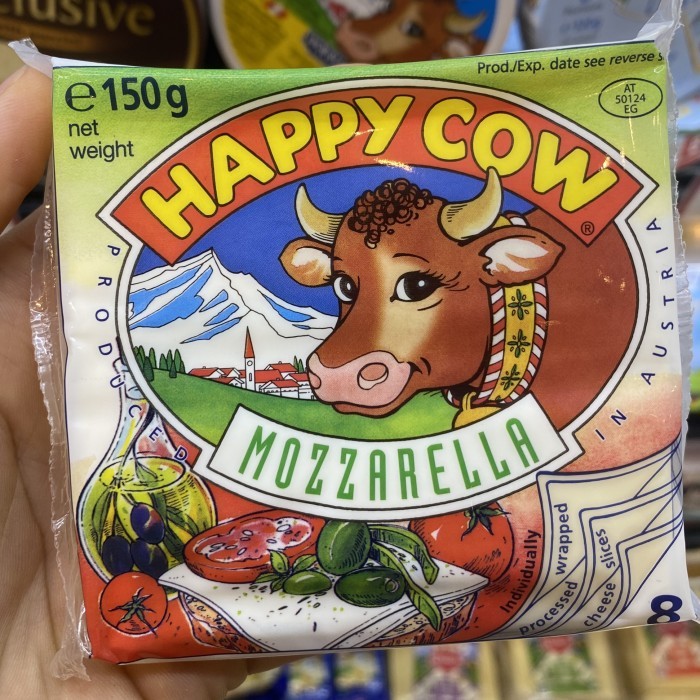 Prod./Exp. date see reverse
e 150 g
net
weight
AT
50124
EG
HAPPY COW®
PRODUCED IN AUSTRIA
MOZZARELLA
Individually
wrapped
processed
cheese slices
8